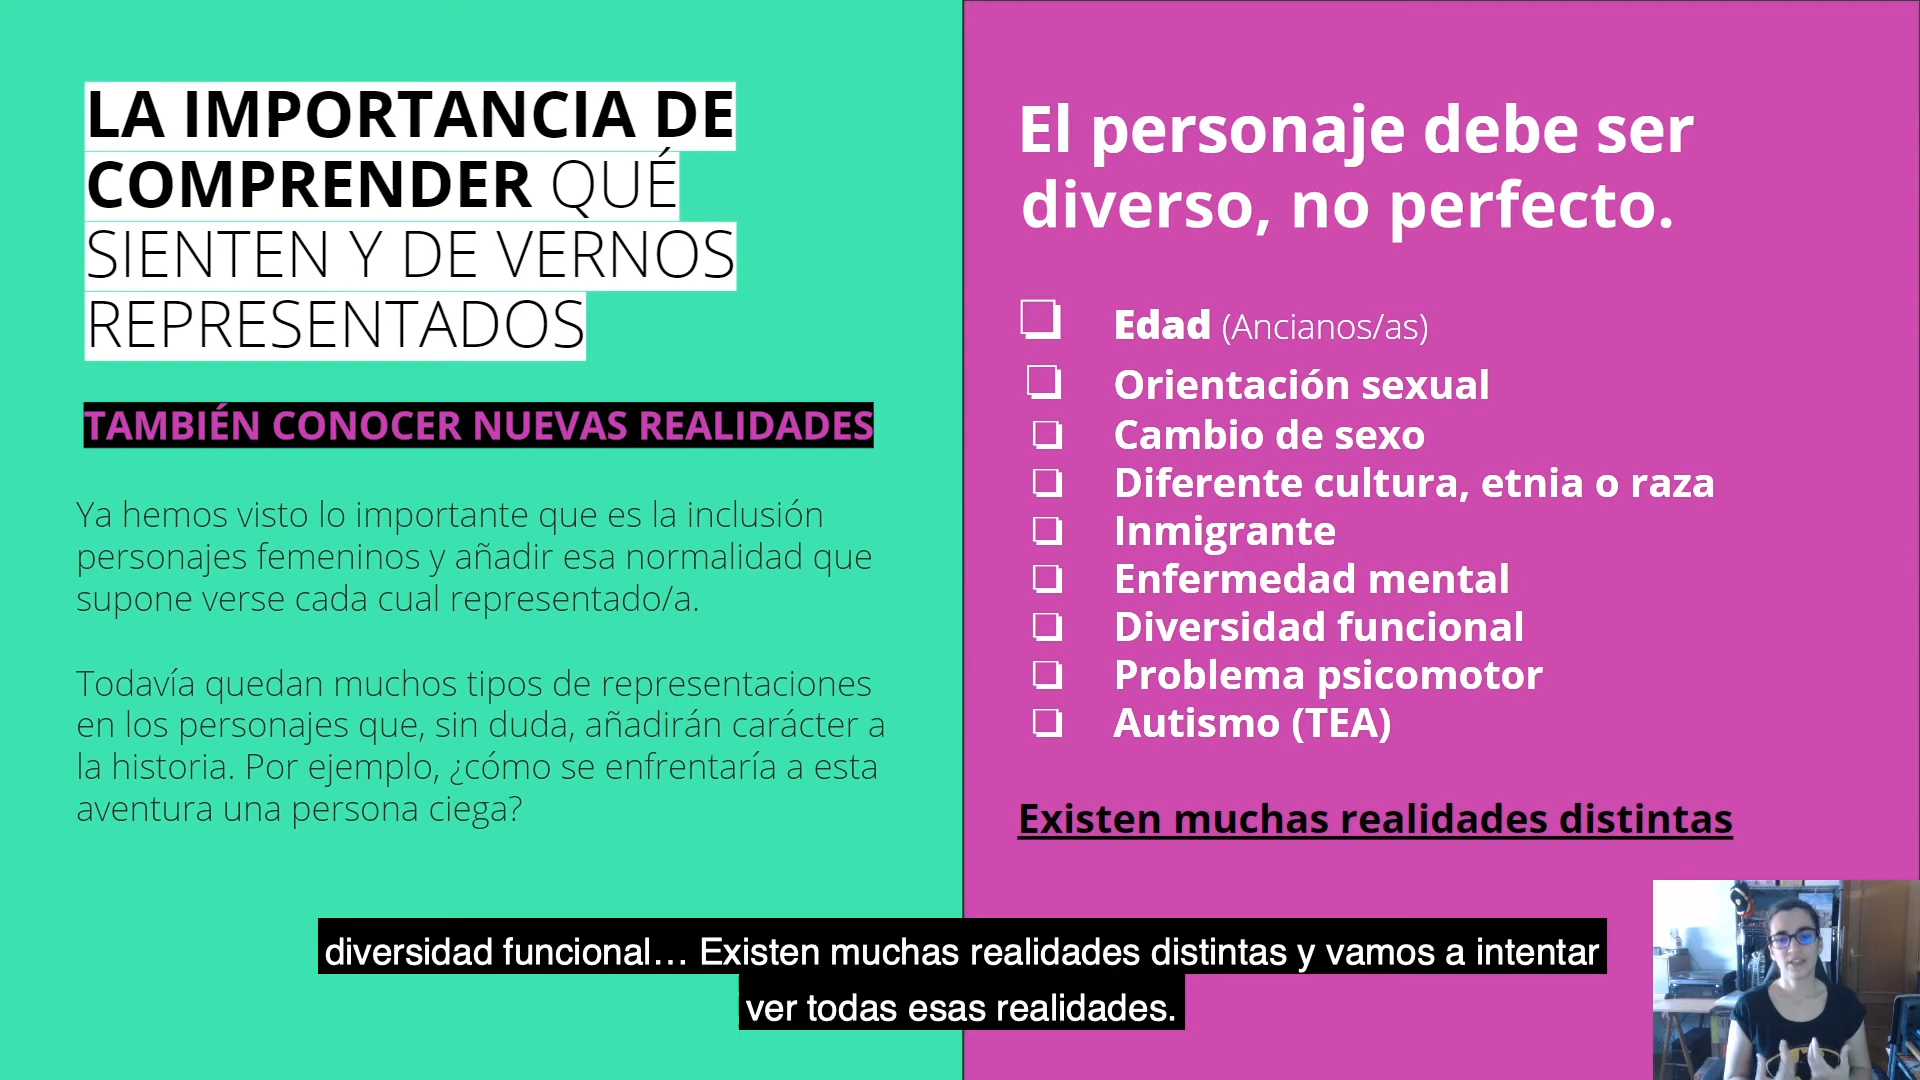 LA IMPORTANCIA DE
COMPRENDER QUÉ
SIENTEN Y DE VERNOS
REPRESENTADOS
TAMBIÉN CONOCER NUEVAS REALIDADES
Ya hemos visto lo importante que es la inclusión
personajes femeninos y añadir esa normalidad que
supone verse cada cual representado/a.
Todavía quedan muchos tipos de representaciones
en los personajes que, sin duda, añadirán carácter a
la historia. Por ejemplo, ¿cómo se enfrentaría a esta
aventura una persona ciega?
El personaje debe ser
diverso, no perfecto.
❏ Edad (Ancianos/as)
❏ Orientación sexual
❏ Cambio de sexo
❏ Diferente cultura, etnia o raza
❏ Inmigrante
❏ Enfermedad mental
❏ Diversidad funcional
❏ Problema psicomotor
❏ Autismo (TEA)
Existen muchas realidades distintas
diversidad funcional... Existen muchas realidades distintas y vamos a intentar
ver todas esas realidades.